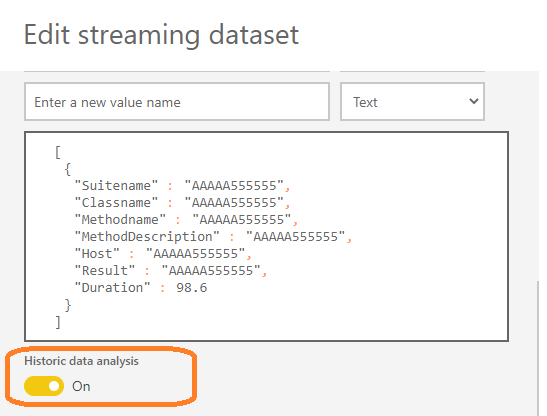 Edit streaming dataset
Enter a new value name
Text
[
{
"Suitename" : "AAAAA555555",
"Classname" : "AAAAA555555",
"Methodname" : "AAAAA555555",
"MethodDescription" : "AAAAA555555",
"Host" : "AAAAA555555",
"Result" : "AAAAA555555",
"Duration" : 98.6
}
]
Historic data analysis
On